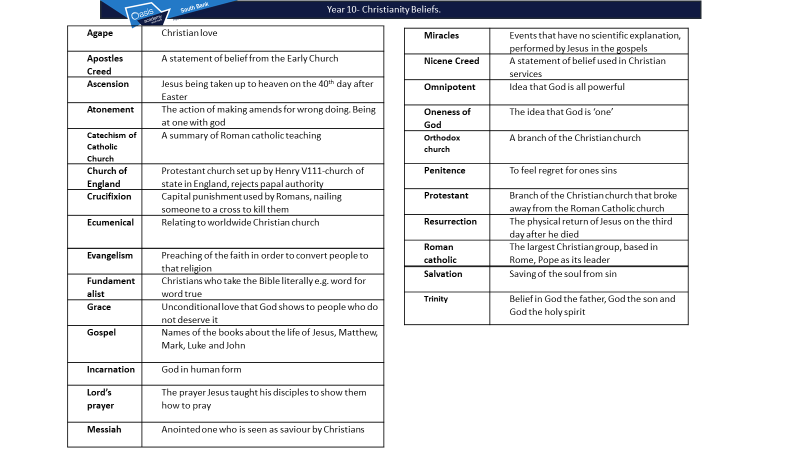 Oasis
academy
South Bank
Year 10- Christianity Beliefs.
Agape
Christian love
Apostles
Creed
A statement of belief from the Early Church
Ascension
Jesus being taken up to heaven on the 40th day after
Easter
Atonement
The action of making amends for wrong doing. Being
at one with god
Catechism of
Catholic
Church
A summary of Roman catholic teaching
Church of
England
Protestant church set up by Henry V111-church of
state in England, rejects papal authority
Crucifixion
Capital punishment used by Romans, nailing
someone to a cross to kill them
Ecumenical
Relating to worldwide Christian church
Evangelism
Preaching of the faith in order to convert people to
that religion
Fundament
alist
Christians who take the Bible literally e.g. word for
word true
Grace
Unconditional love that God shows to people who do
not deserve it
Gospel
Names of the books about the life of Jesus, Matthew,
Mark, Luke and John
Incarnation
God in human form
Lord's
prayer
The prayer Jesus taught his disciples to show them
how to pray
Messiah
Anointed one who is seen as saviour by Christians
Miracles
Events that have no scientific explanation,
performed by Jesus in the gospels
Nicene Creed
A statement of belief used in Christian
services
Omnipotent
Idea that God is all powerful
Oneness of
God
The idea that God is ‘one’
Orthodox
church
A branch of the Christian church
Penitence
To feel regret for ones sins
Protestant
Branch of the Christian church that broke
away from the Roman Catholic church
Resurrection
The physical return of Jesus on the third
day after he died
Roman
catholic
The largest Christian group, based in
Rome, Pope as its leader
Salvation
Saving of the soul from sin
Trinity
Belief in God the father, God the son and
God the holy spirit